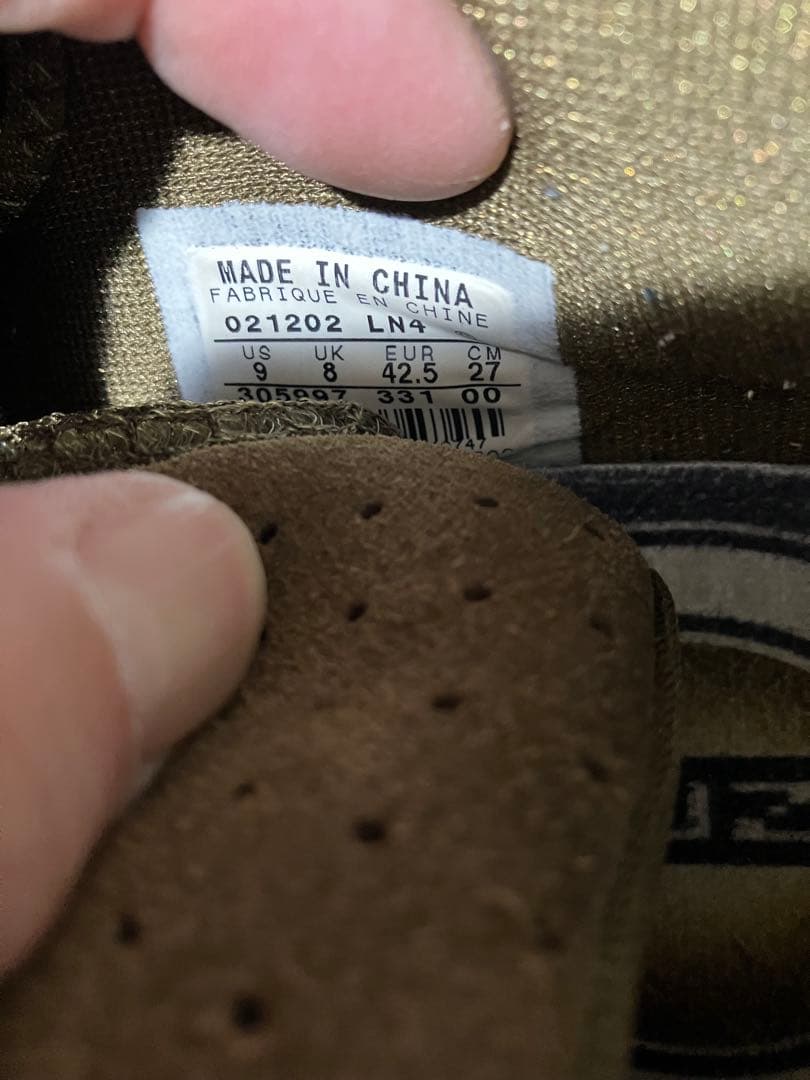 MADE IN CHINA
FABRIQUE EN CHINE
021202 LN4
US UK EUR CM
9 8 42.5 27
305997 331 00
747